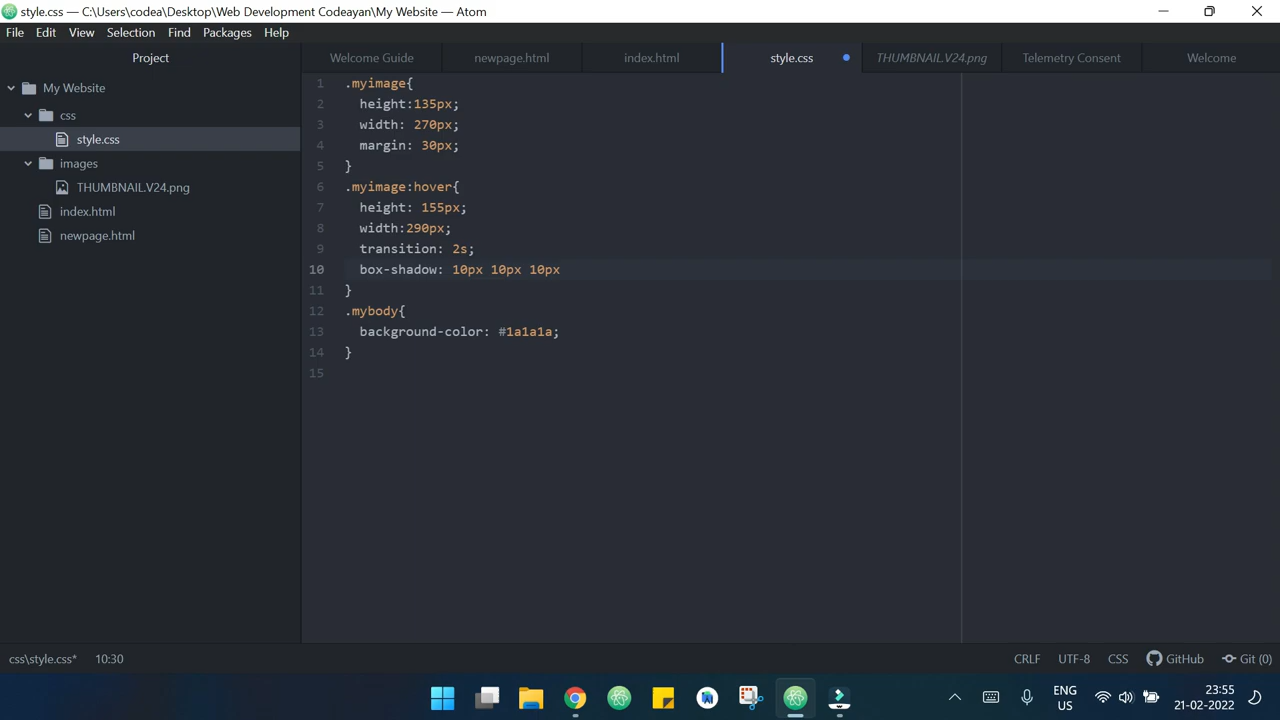 style.css — C:\Users\codea\Desktop\Web Development Codeayan\My Website — Atom
File Edit View Selection Find Packages Help
Project
Welcome Guide newpage.html index.html style.css THUMBNAIL.V24.png Telemetry Consent Welcome
My Website
css
style.css
images
THUMBNAIL.V24.png
index.html
newpage.html
1 .myimage{
2 height:135px;
3 width: 270px;
4 margin: 30px;
5 }
6 .myimage:hover{
7 height: 155px;
8 width:290px;
9 transition: 2s;
10 box-shadow: 10px 10px 10px
11 }
12 .mybody{
13 background-color: #1a1a1a;
14 }
15
css\style.css* 10:30 CRLF UTF-8 CSS GitHub Git (0)
ENG 23:55
US 21-02-2022